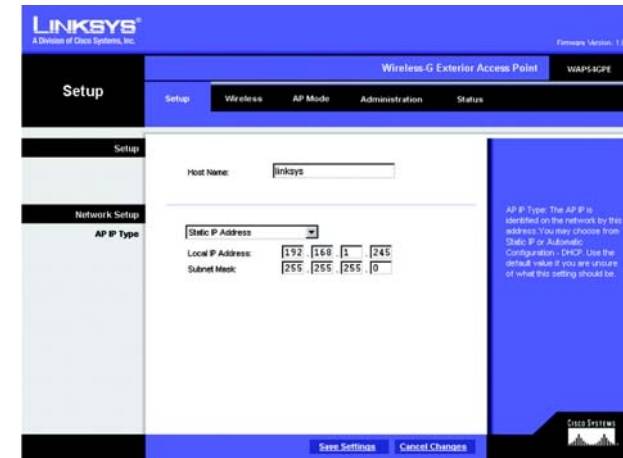 LINKSYS®
A Division of Cisco Systems, Inc.
Firmware Version: 1.
Wireless-G Exterior Access Point
WAP54GPE
Setup
Setup
Wireless
AP Mode
Administration
Status
Setup
Host Name:
linksys
Network Setup
AP IP Type
Static IP Address
Local IP Address:
192 . 168 . 1 . 245
Subnet Mask:
255 . 255 . 255 . 0
AP IP Type: The AP IP is
identified on the network by this
address. You may choose from
Static IP or Automatic
Configuration - DHCP. Use the
default value if you are unsure
of what this setting should be.
Save Settings
Cancel Changes
CISCO SYSTEMS